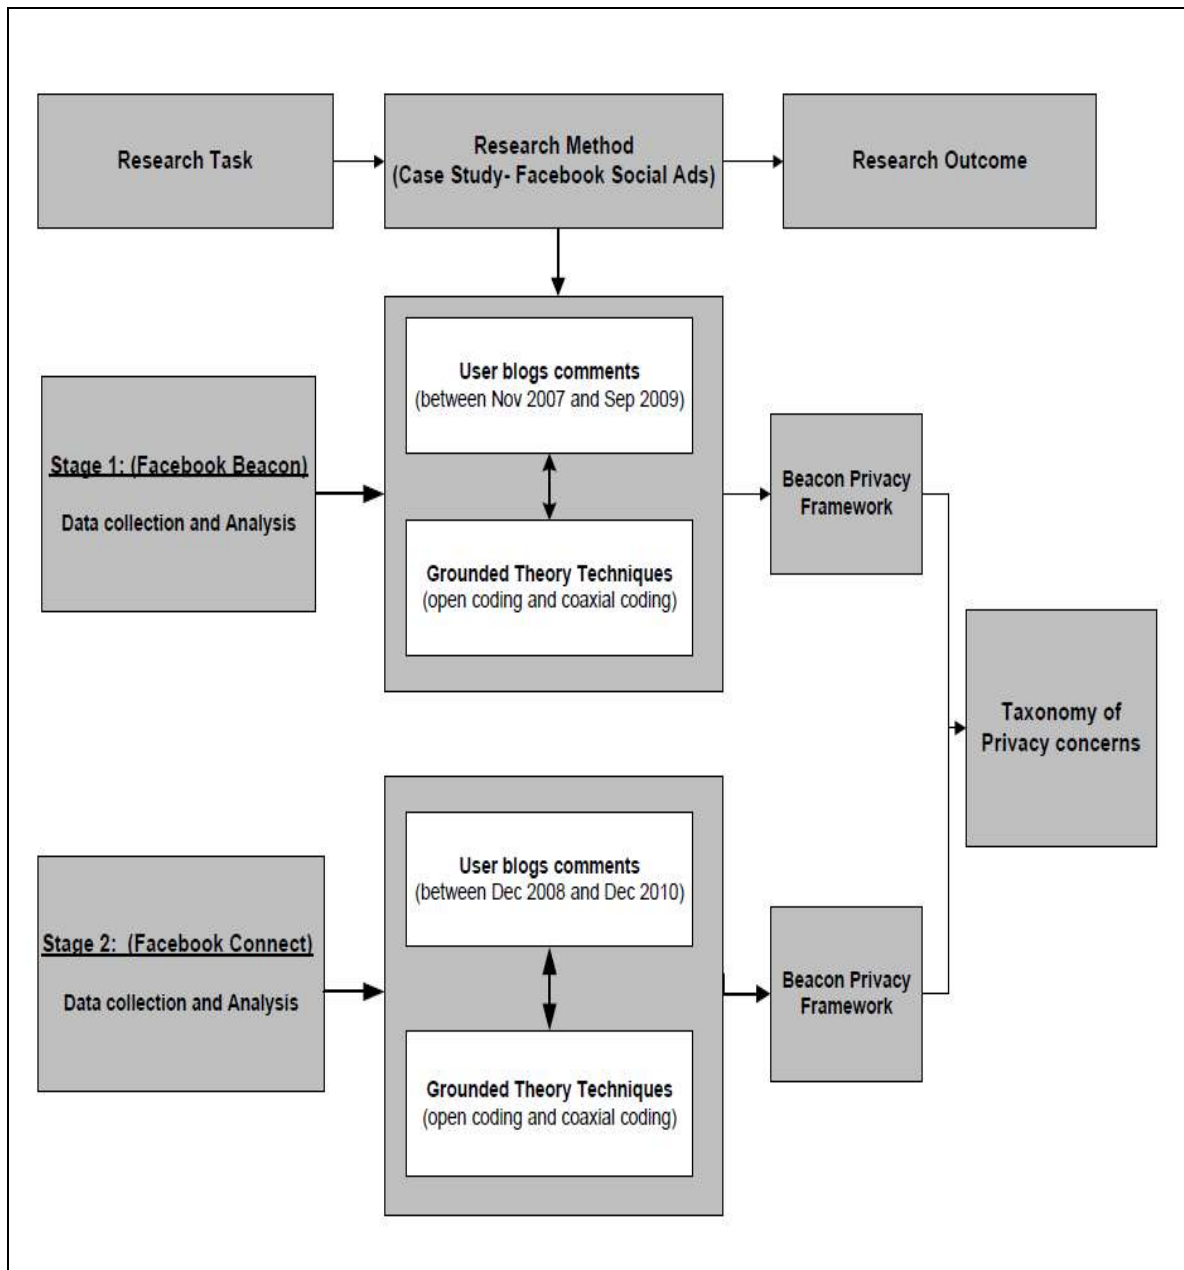 Research Task
Research Method
(Case Study- Facebook Social Ads)
Research Outcome
Stage 1: (Facebook Beacon)
Data collection and Analysis
User blogs comments
(between Nov 2007 and Sep 2009)
Grounded Theory Techniques
(open coding and coaxial coding)
Beacon Privacy
Framework
Taxonomy of
Privacy concerns
Stage 2: (Facebook Connect)
Data collection and Analysis
User blogs comments
(between Dec 2008 and Dec 2010)
Grounded Theory Techniques
(open coding and coaxial coding)
Beacon Privacy
Framework